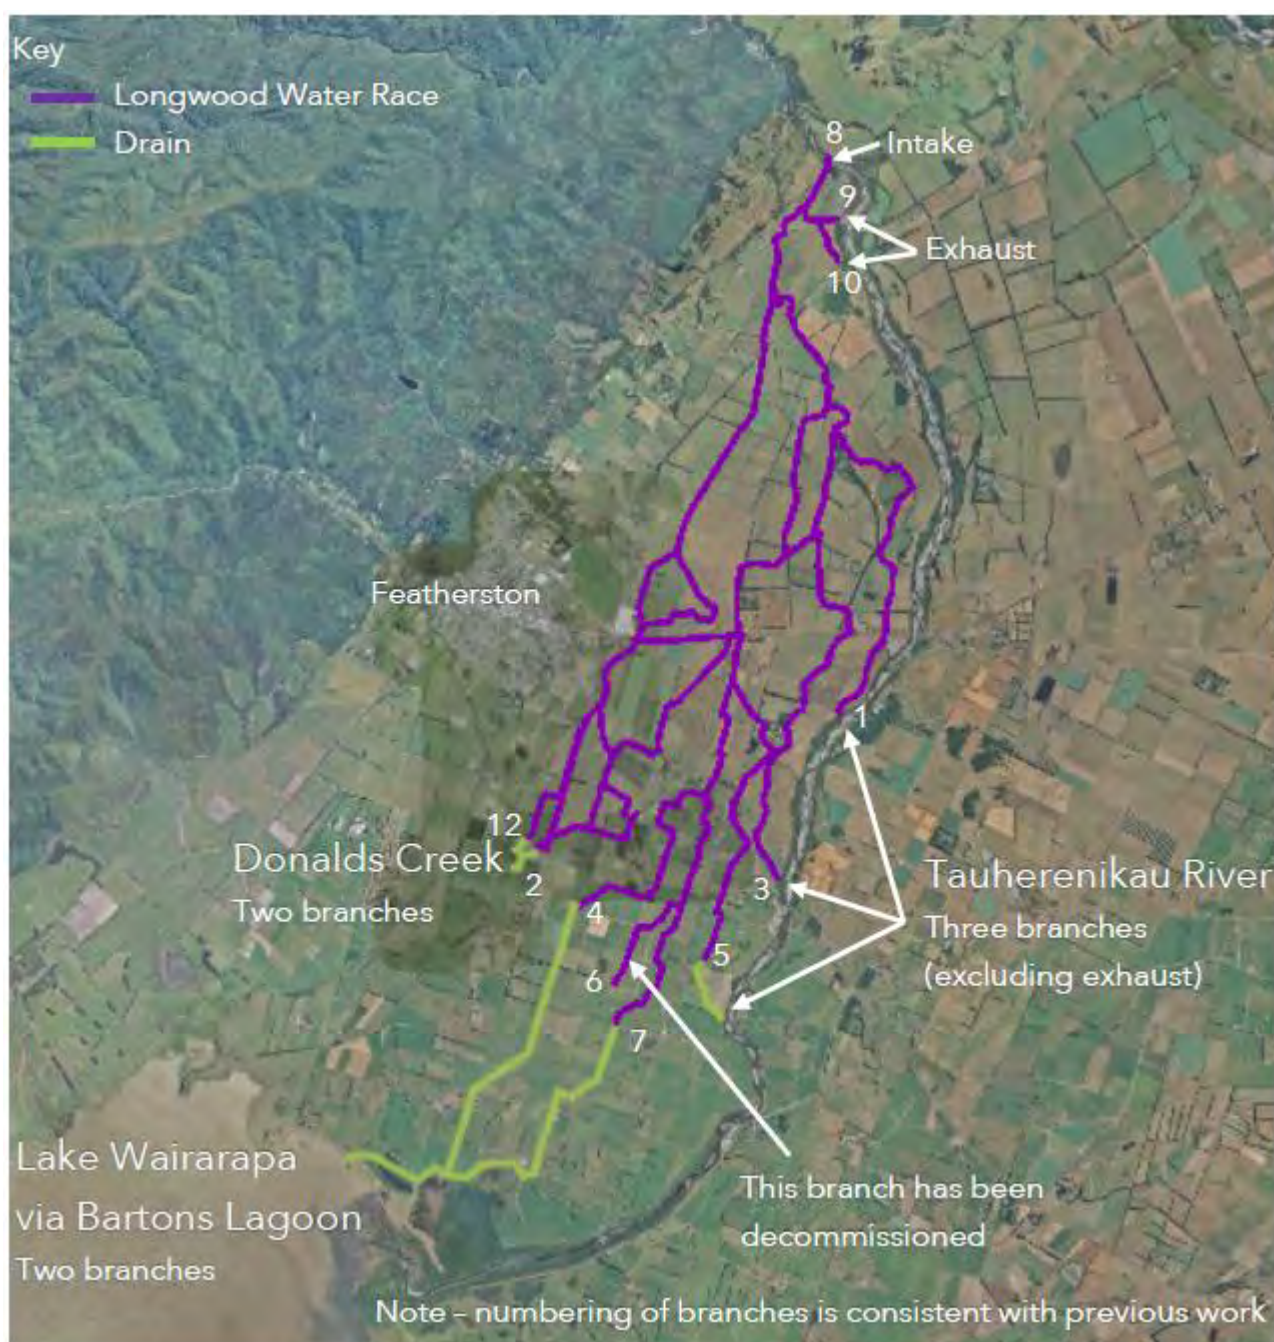 Key
Longwood Water Race
Drain
8
Intake
9
Exhaust
10
Featherston
1
12
Donalds Creek
2
Two branches
4
3
Tauherenikau River
Three branches
(excluding exhaust)
5
6
7
Lake Wairarapa
via Bartons Lagoon
Two branches
This branch has been
decommissioned
Note – numbering of branches is consistent with previous work